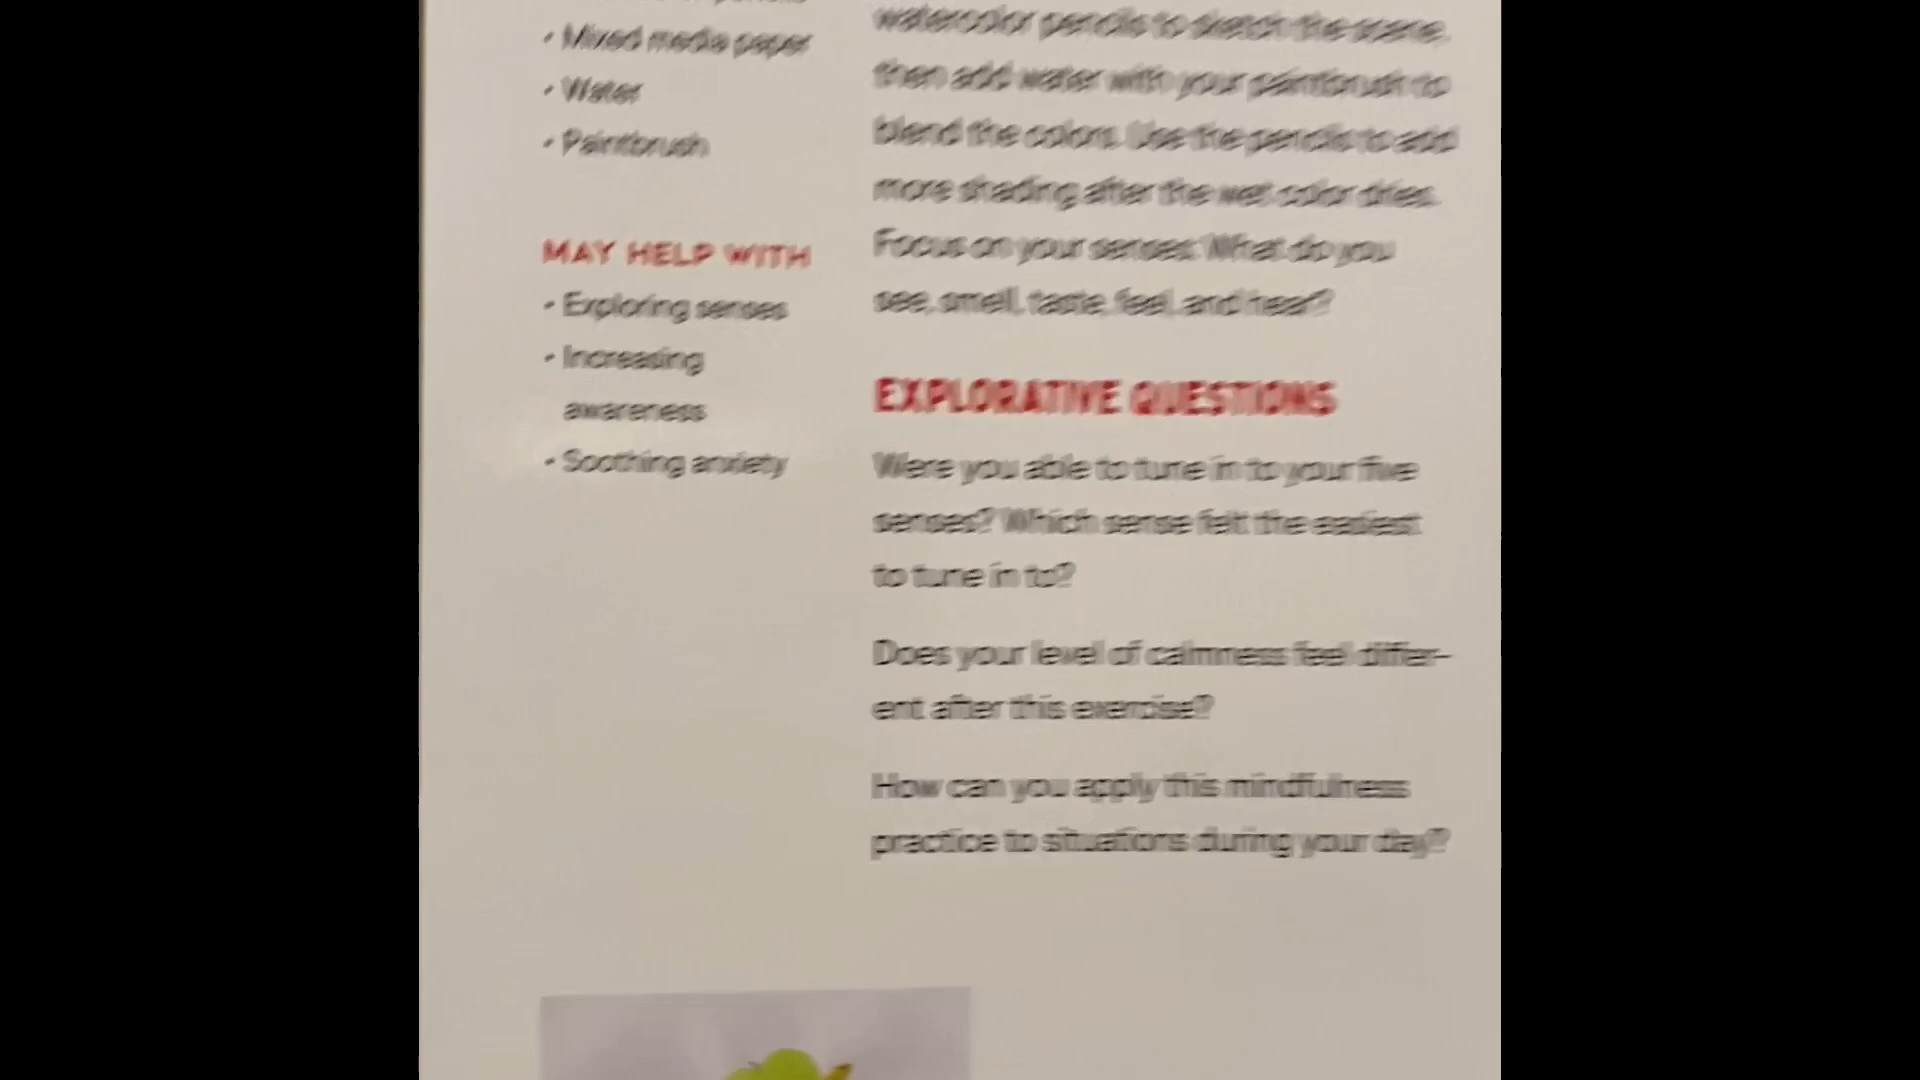 • Mixed media paper
• Water
• Paintbrush
MAY HELP WITH
• Exploring senses
• Increasing
awareness
• Soothing anxiety
watercolor pencils to sketch the scene,
then add water with your paintbrush to
blend the colors. Use the pencils to add
more shading after the wet color dries.
Focus on your senses. What do you
see, smell, taste, feel, and hear?
EXPLORATIVE QUESTIONS
Were you able to tune in to your five
senses? Which sense felt the easiest
to tune in to?
Does your level of calmness feel differ-
ent after this exercise?
How can you apply this mindfulness
practice to situations during your day?